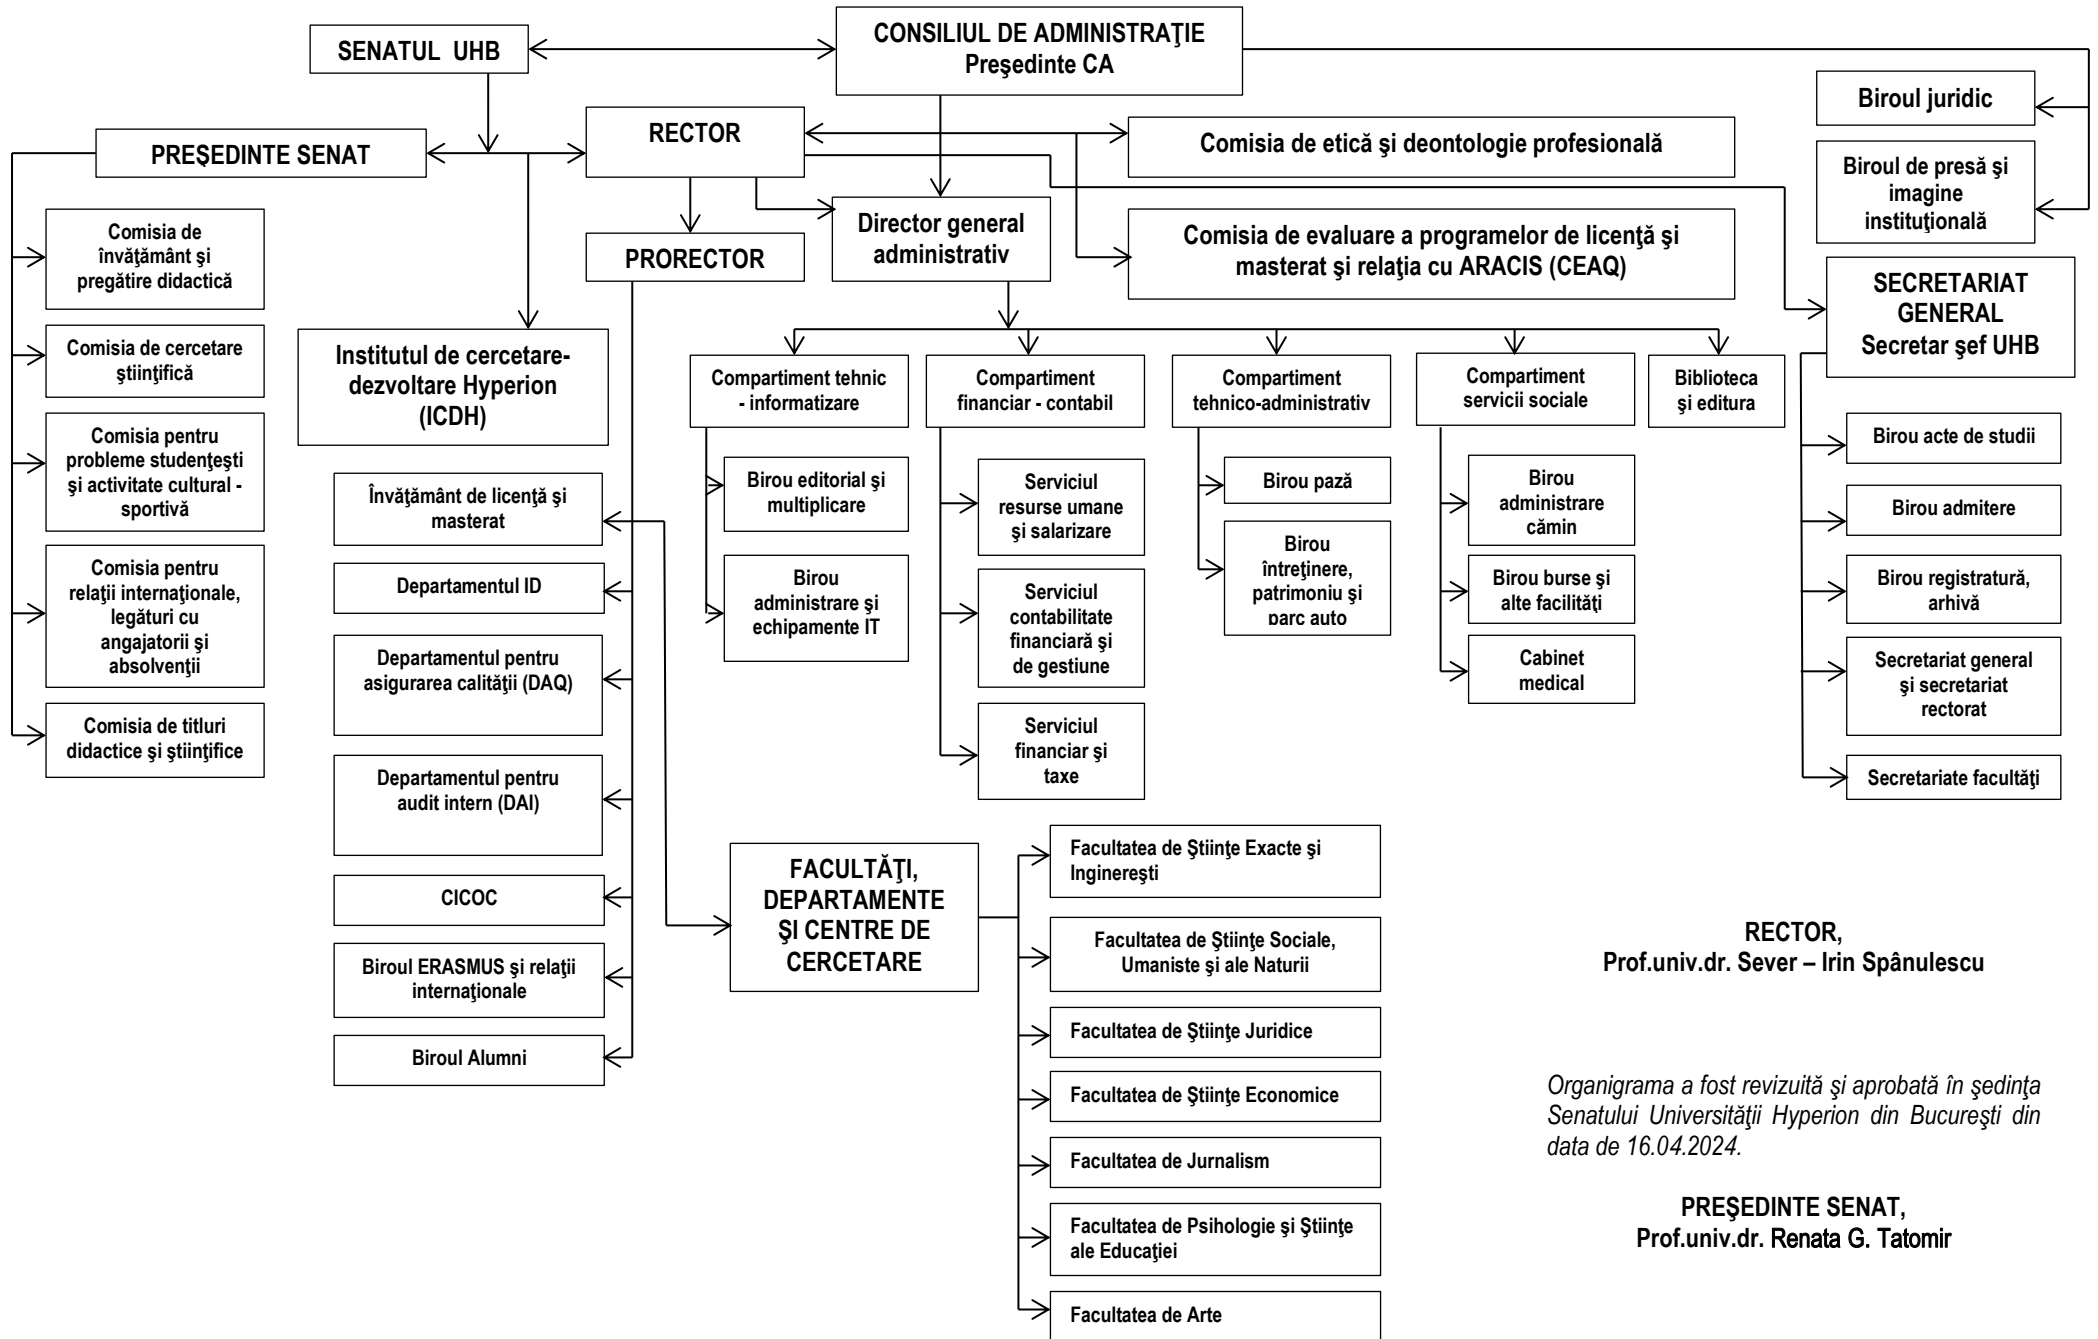 SENATUL UHB
CONSILIUL DE ADMINISTRAŢIE
Preşedinte CA
Biroul juridic
RECTOR
Comisia de etică şi deontologie profesională
PREŞEDINTE SENAT
Biroul de presă şi
imagine
instituţională
Director general
administrativ
Comisia de evaluare a programelor de licenţă şi
masterat şi relaţia cu ARACIS (CEAQ)
PRORECTOR
SECRETARIAT
GENERAL
Secretar şef UHB
Comisia de
învăţământ şi
pregătire didactică
Comisia de cercetare
ştiinţifică
Comisia pentru
probleme studenţeşti
şi activitate cultural -
sportivă
Comisia pentru
relaţii internaţionale,
legături cu
angajatorii şi
absolvenţii
Comisia de titluri
didactice şi ştiinţifice
Institutul de cercetare-
dezvoltare Hyperion
(ICDH)
Învăţământ de licenţă şi
masterat
Departamentul ID
Departamentul pentru
asigurarea calităţii (DAQ)
Departamentul pentru
audit intern (DAI)
CICOC
Biroul ERASMUS şi relaţii
internaţionale
Biroul Alumni
Compartiment tehnic
- informatizare
Birou editorial şi
multiplicare
Birou
administrare şi
echipamente IT
Compartiment
financiar - contabil
Serviciul
resurse umane
şi salarizare
Serviciul
contabilitate
financiară şi
de gestiune
Serviciul
financiar şi
taxe
Compartiment
tehnico-administrativ
Birou pază
Birou
întreţinere,
patrimoniu şi
parc auto
Compartiment
servicii sociale
Birou
administrare
cămin
Birou burse şi
alte facilităţi
Cabinet
medical
Biblioteca
şi editura
Birou acte de studii
Birou admitere
Birou registratură,
arhivă
Secretariat general
şi secretariat
rectorat
Secretariate facultăţi
FACULTĂŢI,
DEPARTAMENTE
ŞI CENTRE DE
CERCETARE
Facultatea de Ştiinţe Exacte şi
Inginereşti
Facultatea de Ştiinţe Sociale,
Umaniste şi ale Naturii
Facultatea de Ştiinţe Juridice
Facultatea de Ştiinţe Economice
Facultatea de Jurnalism
Facultatea de Psihologie şi Ştiinţe
ale Educaţiei
Facultatea de Arte
RECTOR,
Prof.univ.dr. Sever – Irin Spânulescu
Organigrama a fost revizuită şi aprobată în şedinţa
Senatului Universităţii Hyperion din Bucureşti din
data de 16.04.2024.
PREŞEDINTE SENAT,
Prof.univ.dr. Renata G. Tatomir